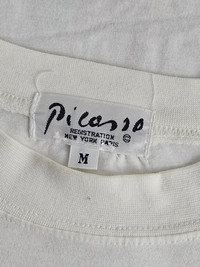 Picasso
REGISTRATION ©
NEW YORK PARIS
M